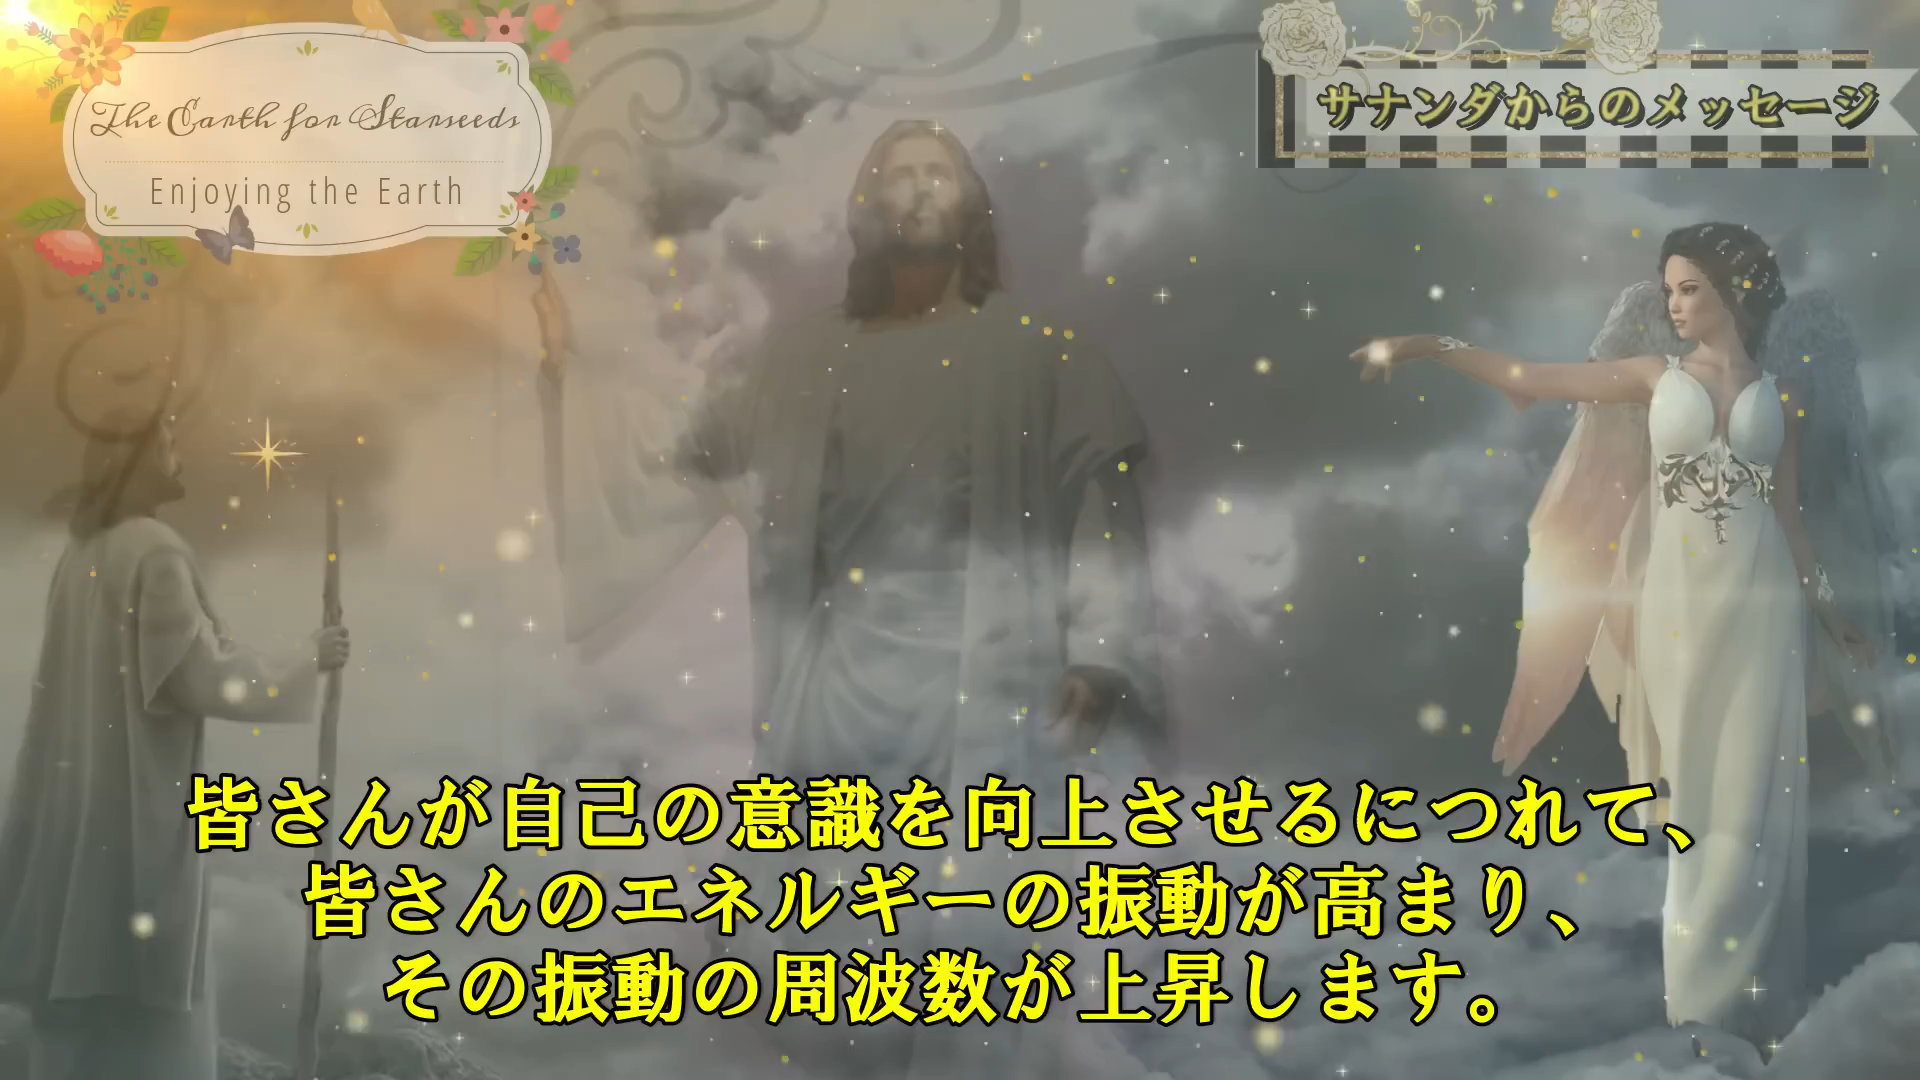 The Earth for Starseeds
Enjoying the Earth
サナンダからのメッセージ
皆さんが自己の意識を向上させるにつれて、
皆さんのエネルギーの振動が高まり、
その振動の周波数が上昇します。